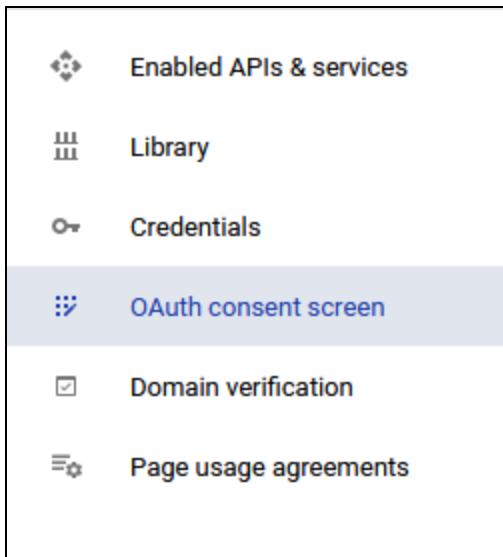 Enabled APIs & services
Library
Credentials
OAuth consent screen
Domain verification
Page usage agreements